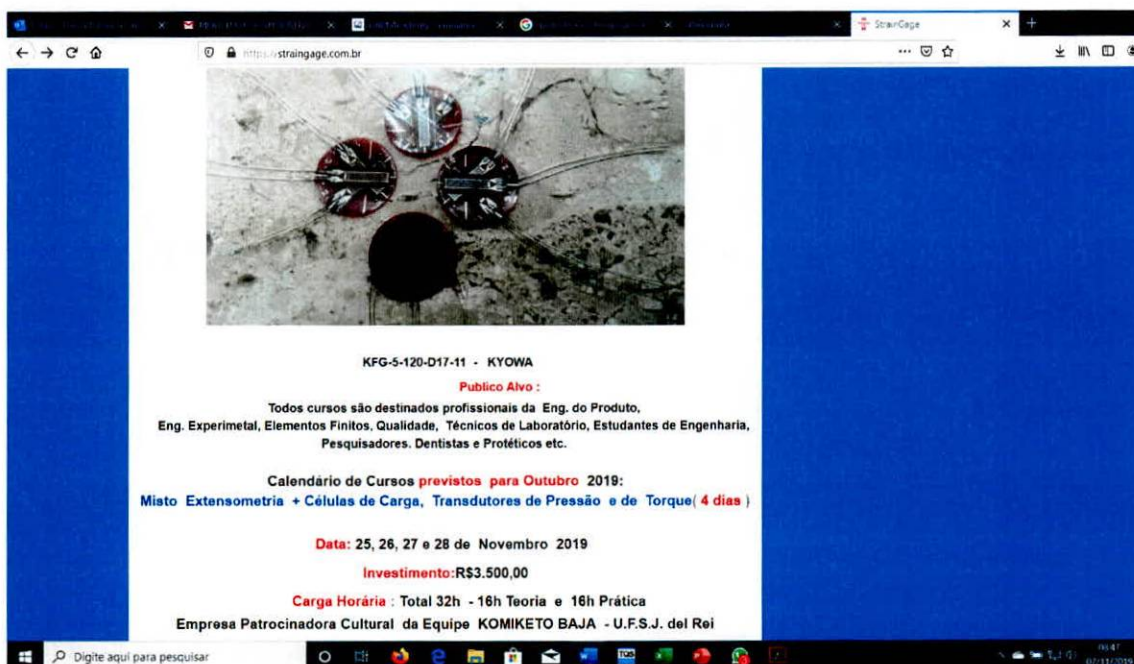 StrainGage
https://straingage.com.br
KFG-5-120-D17-11 - KYOWA
Publico Alvo :
Todos cursos são destinados profissionais da Eng. do Produto,
Eng. Experimetal, Elementos Finitos, Qualidade, Técnicos de Laboratório, Estudantes de Engenharia,
Pesquisadores. Dentistas e Protéticos etc.
Calendário de Cursos previstos para Outubro 2019:
Misto Extensometria + Células de Carga, Transdutores de Pressão e de Torque( 4 dias )
Data: 25, 26, 27 e 28 de Novembro 2019
Investimento:R$3.500,00
Carga Horária : Total 32h - 16h Teoria e 16h Prática
Empresa Patrocinadora Cultural da Equipe KOMIKETO BAJA - U.F.S.J. del Rei
Digite aqui para pesquisar
TQS